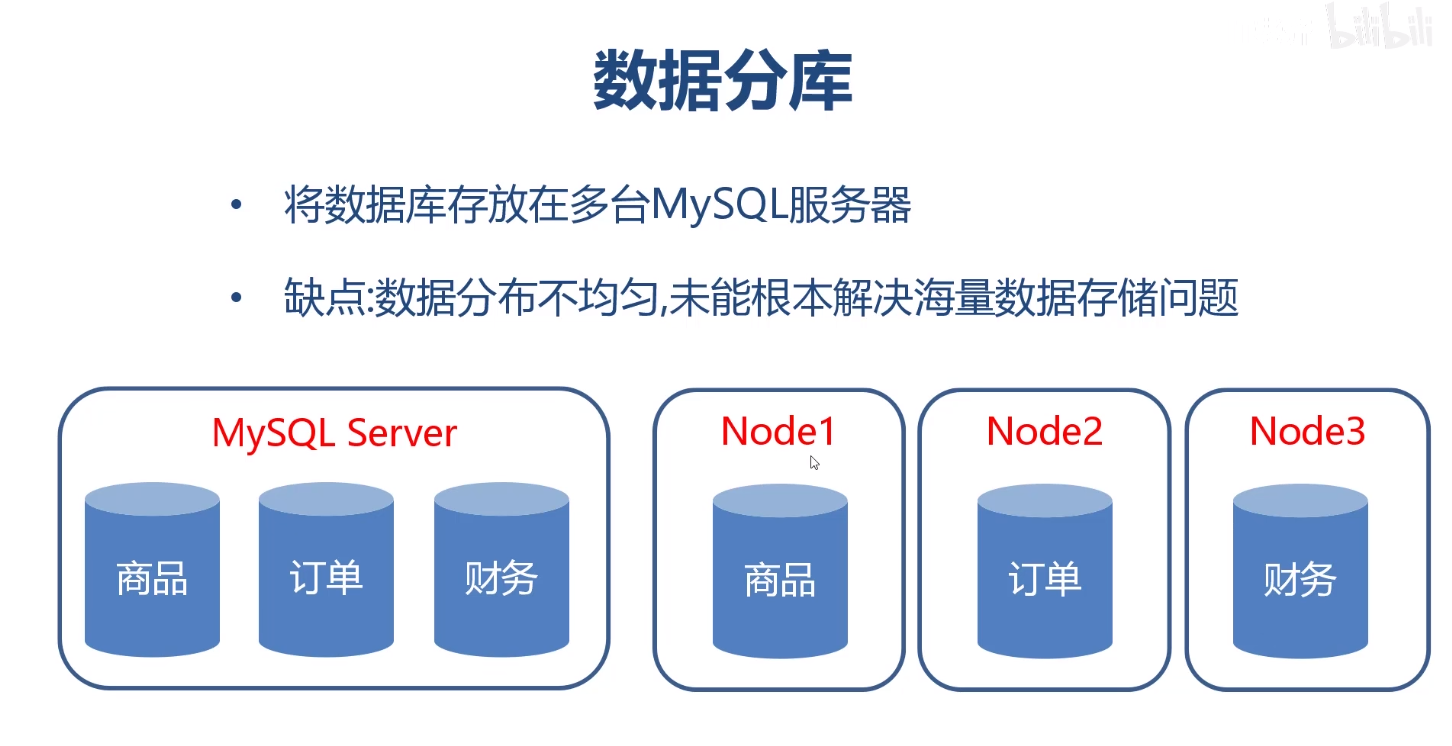 bilibili
数据分库
• 将数据库存放在多台MySQL服务器
• 缺点:数据分布不均匀,未能根本解决海量数据存储问题
MySQL Server
商品 订单 财务
Node1
商品
Node2
订单
Node3
财务